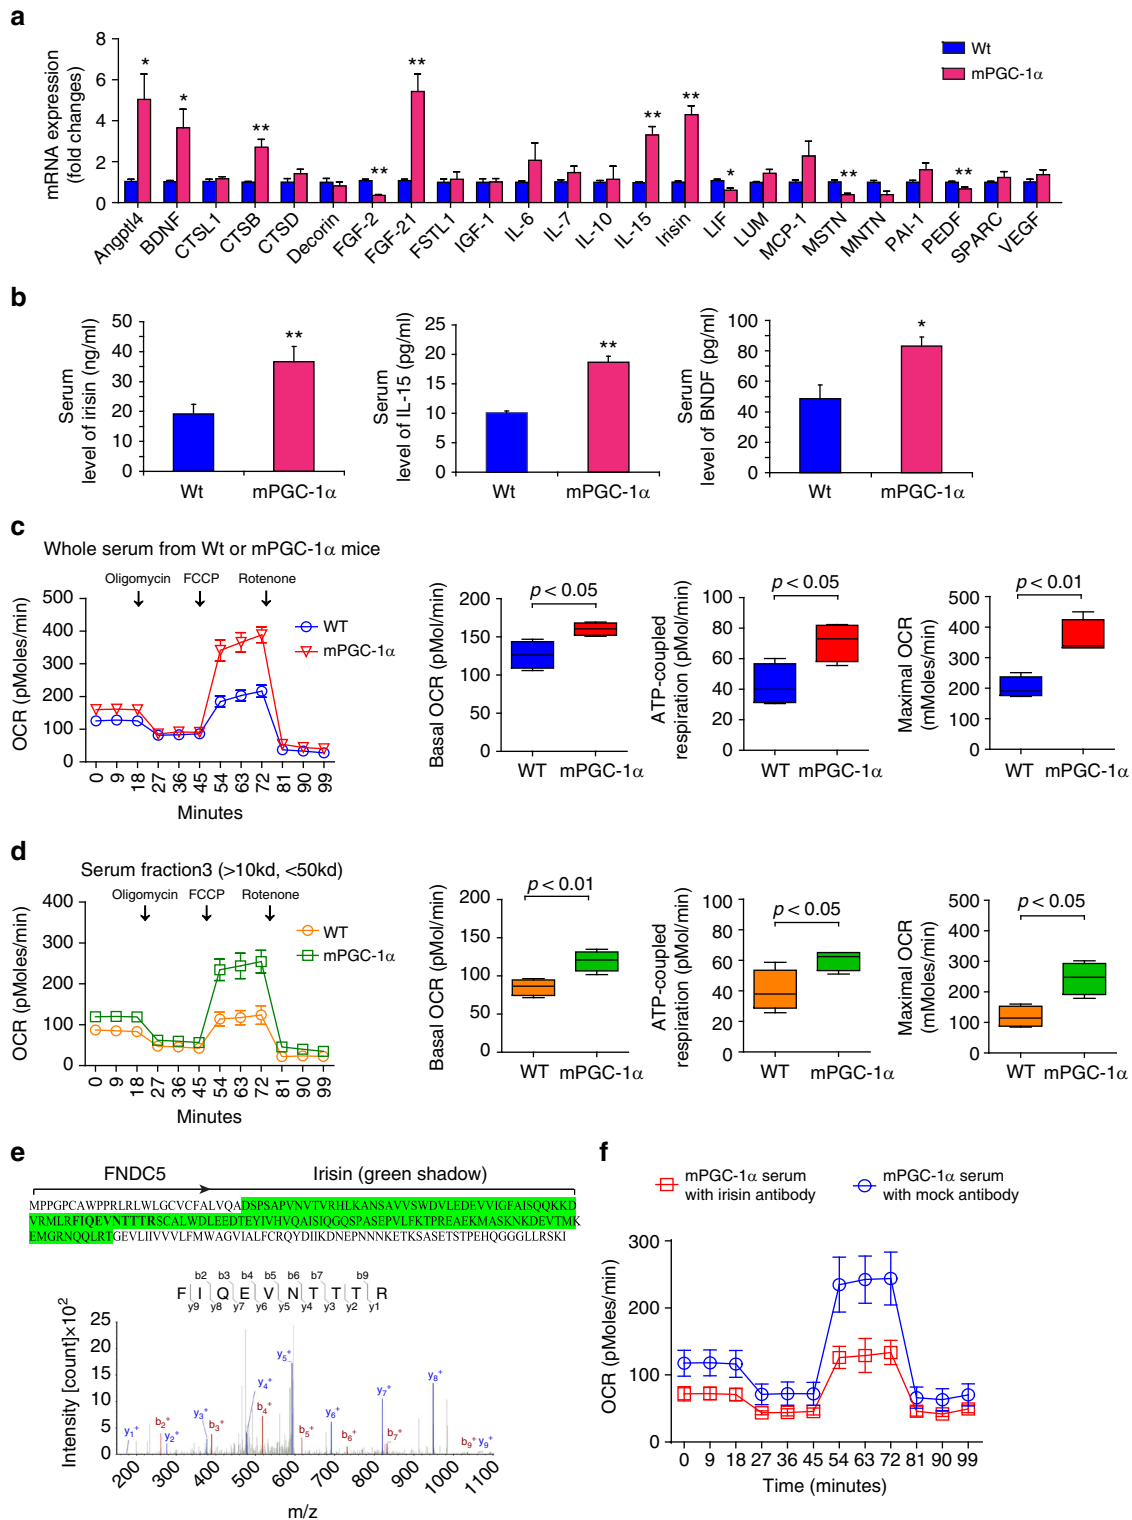 a
8
6
4
2
0
mRNA expression
(fold changes)
Wt
mPGC-1α
*
*
**
**
**
**
**
*
**
**
Angptl4
BDNF
CTSL1
CTSB
CTSD
Decorin
FGF-2
FGF-21
FSTL1
IGF-1
IL-6
IL-7
IL-10
IL-15
Irisin
LIF
LUM
MCP-1
MSTN
MNTN
PAI-1
PEDF
SPARC
VEGF
b
Serum
level of irisin (ng/ml)
50
40
30
20
10
0
**
Wt
mPGC-1α
Serum
level of IL-15 (pg/ml)
25
20
15
10
5
0
**
Wt
mPGC-1α
Serum
level of BNDF (pg/ml)
100
80
60
40
20
0
*
Wt
mPGC-1α
c
Whole serum from Wt or mPGC-1α mice
Oligomycin FCCP Rotenone
OCR (pMoles/min)
500
400
300
200
100
0
WT
mPGC-1α
0 9 18 27 36 45 54 63 72 81 90 99
Minutes
Basal OCR (pMol/min)
200
150
100
50
0
p < 0.05
WT mPGC-1α
ATP-coupled
respiration (pMol/min)
100
80
60
40
20
0
p < 0.05
WT mPGC-1α
Maximal OCR
(mMoles/min)
500
400
300
200
100
0
p < 0.01
WT mPGC-1α
d
Serum fraction3 (>10kd, <50kd)
Oligomycin FCCP Rotenone
OCR (pMoles/min)
400
300
200
100
0
WT
mPGC-1α
0 9 18 27 36 45 54 63 72 81 90 99
Minutes
Basal OCR (pMol/min)
200
150
100
50
0
p < 0.01
WT mPGC-1α
ATP-coupled
respiration (pMol/min)
100
80
60
40
20
0
p < 0.05
WT mPGC-1α
Maximal OCR
(mMoles/min)
500
400
300
200
100
0
p < 0.05
WT mPGC-1α
e
FNDC5 Irisin (green shadow)
MPPGPCAWPPRLRLWLGCVCFALVQADSPSAPVNVTVRHLKANSAVVSWDVLEDEVVIGFAISQQKKD
VRMLRFIQEVNTTTRSCALWDLEEDTEYIVHVQAISIQGQSPASEPVLFKTPREAEKMASKNKDEVTMK
EMGRNQQLRTGEVLIIVVVLFMWAGVIALFCRQYDIIKDNEPNNNKETKSASETSTPEHQGGGLLRSKI
b2 b3 b4 b5 b6 b7 b9
F I Q E V N T T T R
y9 y8 y7 y6 y5 y4 y3 y2 y1
Intensity [count]×10²
25
20
15
10
5
0
y₁⁺
b₂⁺
y₂⁺
y₃⁺
b₃⁺
y₄⁺
b₄⁺
y₅⁺
b₅⁺
y₆⁺
b₆⁺
y₇⁺
b₇⁺
y₈⁺
b₉⁺
y₉⁺
200 300 400 500 600 700 800 900 1000 1100
m/z
f
mPGC-1α serum
with irisin antibody
mPGC-1α serum
with mock antibody
OCR (pMoles/min)
300
200
100
0
0 9 18 27 36 45 54 63 72 81 90 99
Time (minutes)